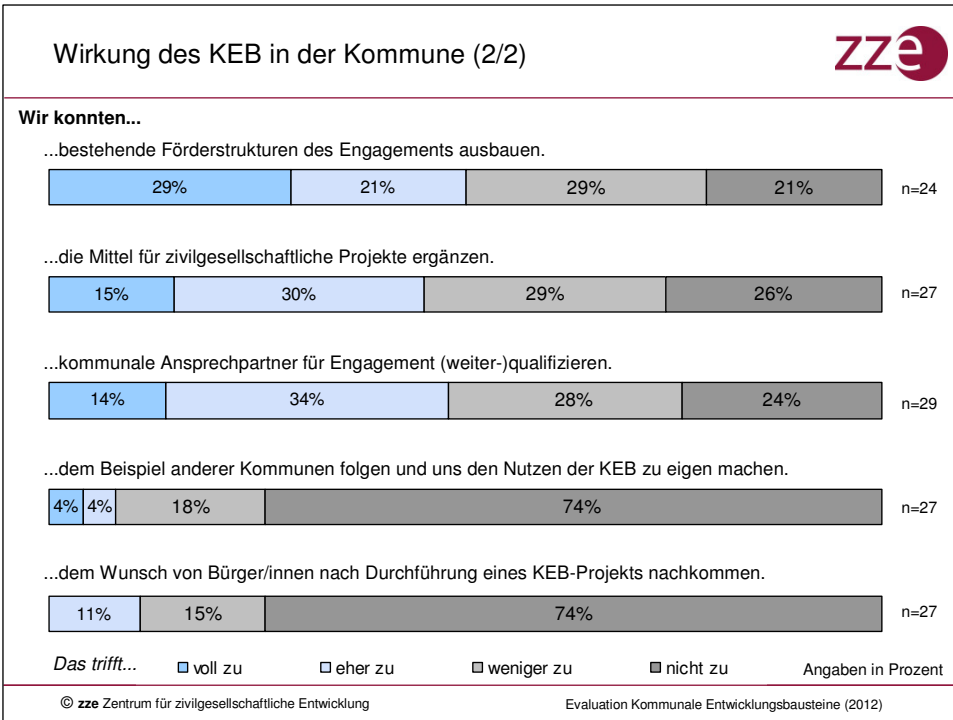 Wirkung des KEB in der Kommune (2/2)
zze
Wir konnten...
...bestehende Förderstrukturen des Engagements ausbauen.
29% 21% 29% 21% n=24
...die Mittel für zivilgesellschaftliche Projekte ergänzen.
15% 30% 29% 26% n=27
...kommunale Ansprechpartner für Engagement (weiter-)qualifizieren.
14% 34% 28% 24% n=29
...dem Beispiel anderer Kommunen folgen und uns den Nutzen der KEB zu eigen machen.
4% 4% 18% 74% n=27
...dem Wunsch von Bürger/innen nach Durchführung eines KEB-Projekts nachkommen.
11% 15% 74% n=27
Das trifft... voll zu eher zu weniger zu nicht zu Angaben in Prozent
© zze Zentrum für zivilgesellschaftliche Entwicklung Evaluation Kommunale Entwicklungsbausteine (2012)